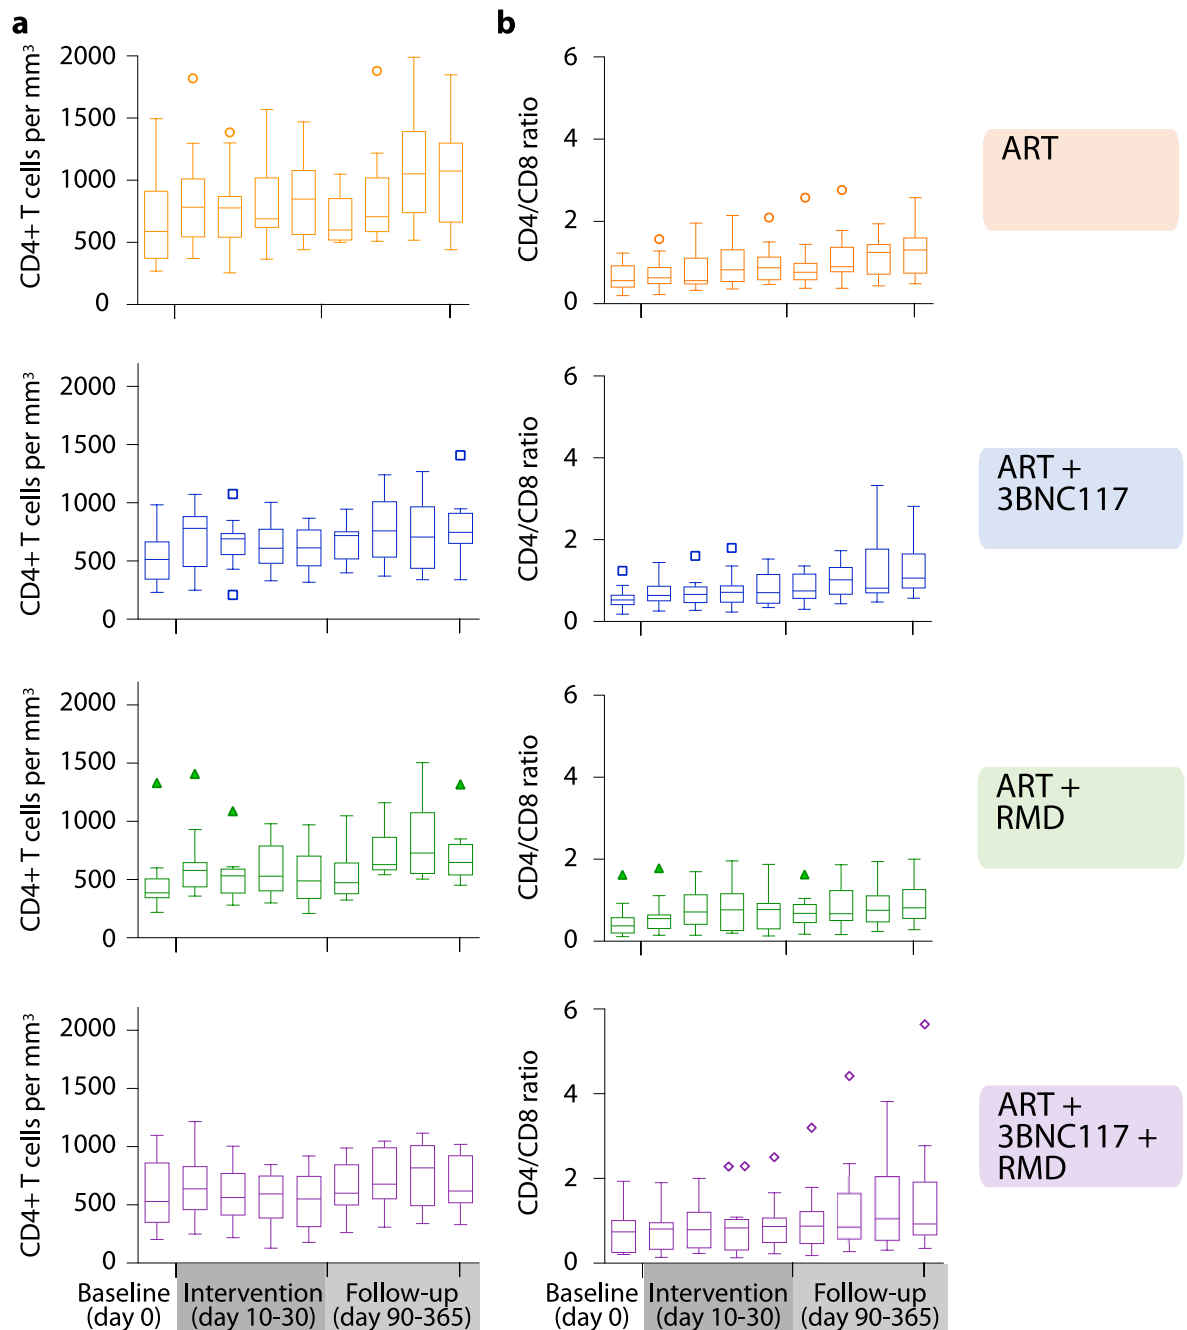 a
b
CD4+ T cells per mm³
2000
1500
1000
500
0
CD4/CD8 ratio
6
4
2
0
ART
CD4+ T cells per mm³
2000
1500
1000
500
0
CD4/CD8 ratio
6
4
2
0
ART +
3BNC117
CD4+ T cells per mm³
2000
1500
1000
500
0
CD4/CD8 ratio
6
4
2
0
ART +
RMD
CD4+ T cells per mm³
2000
1500
1000
500
0
CD4/CD8 ratio
6
4
2
0
ART +
3BNC117 +
RMD
Baseline
(day 0)
Intervention
(day 10-30)
Follow-up
(day 90-365)
Baseline
(day 0)
Intervention
(day 10-30)
Follow-up
(day 90-365)